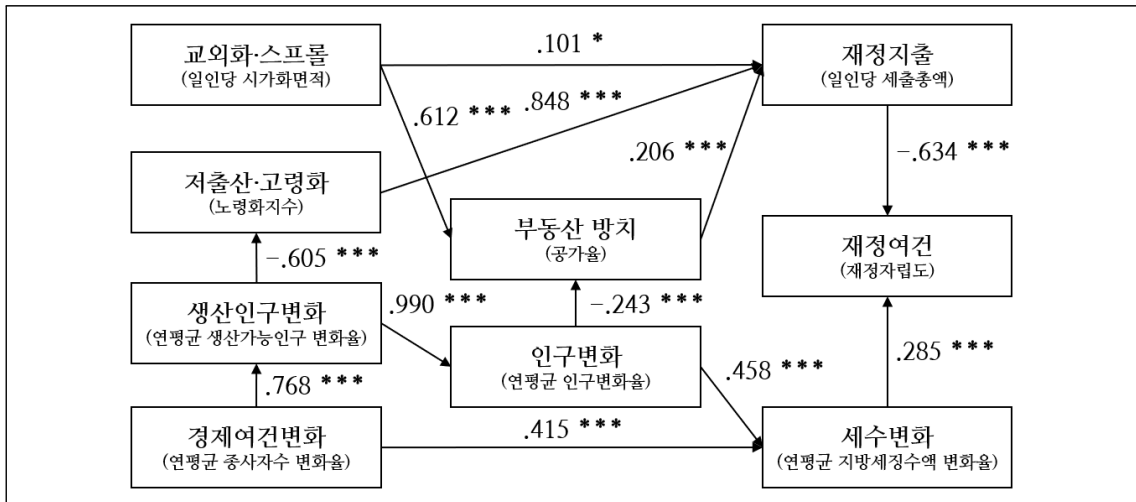 교외화·스프롤
(일인당 시가화면적)
.101 *
재정지출
(일인당 세출총액)
.612 ***
.848 ***
.206 ***
-.634 ***
저출산·고령화
(노령화지수)
부동산 방치
(공가율)
재정여건
(재정자립도)
-.605 ***
생산인구변화
(연평균 생산가능인구 변화율)
.990 ***
-.243 ***
인구변화
(연평균 인구변화율)
.458 ***
.285 ***
.768 ***
경제여건변화
(연평균 종사자수 변화율)
.415 ***
세수변화
(연평균 지방세징수액 변화율)